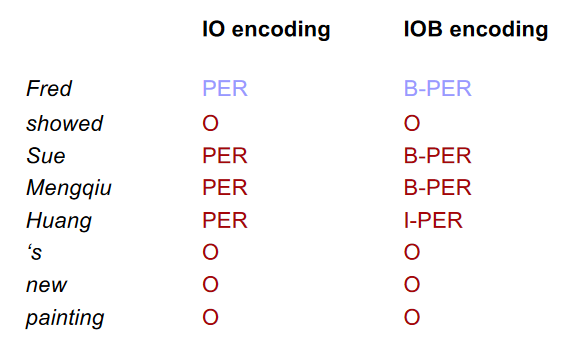 IO encoding IOB encoding
Fred PER B-PER
showed O O
Sue PER B-PER
Mengqiu PER B-PER
Huang PER I-PER
‘s O O
new O O
painting O O